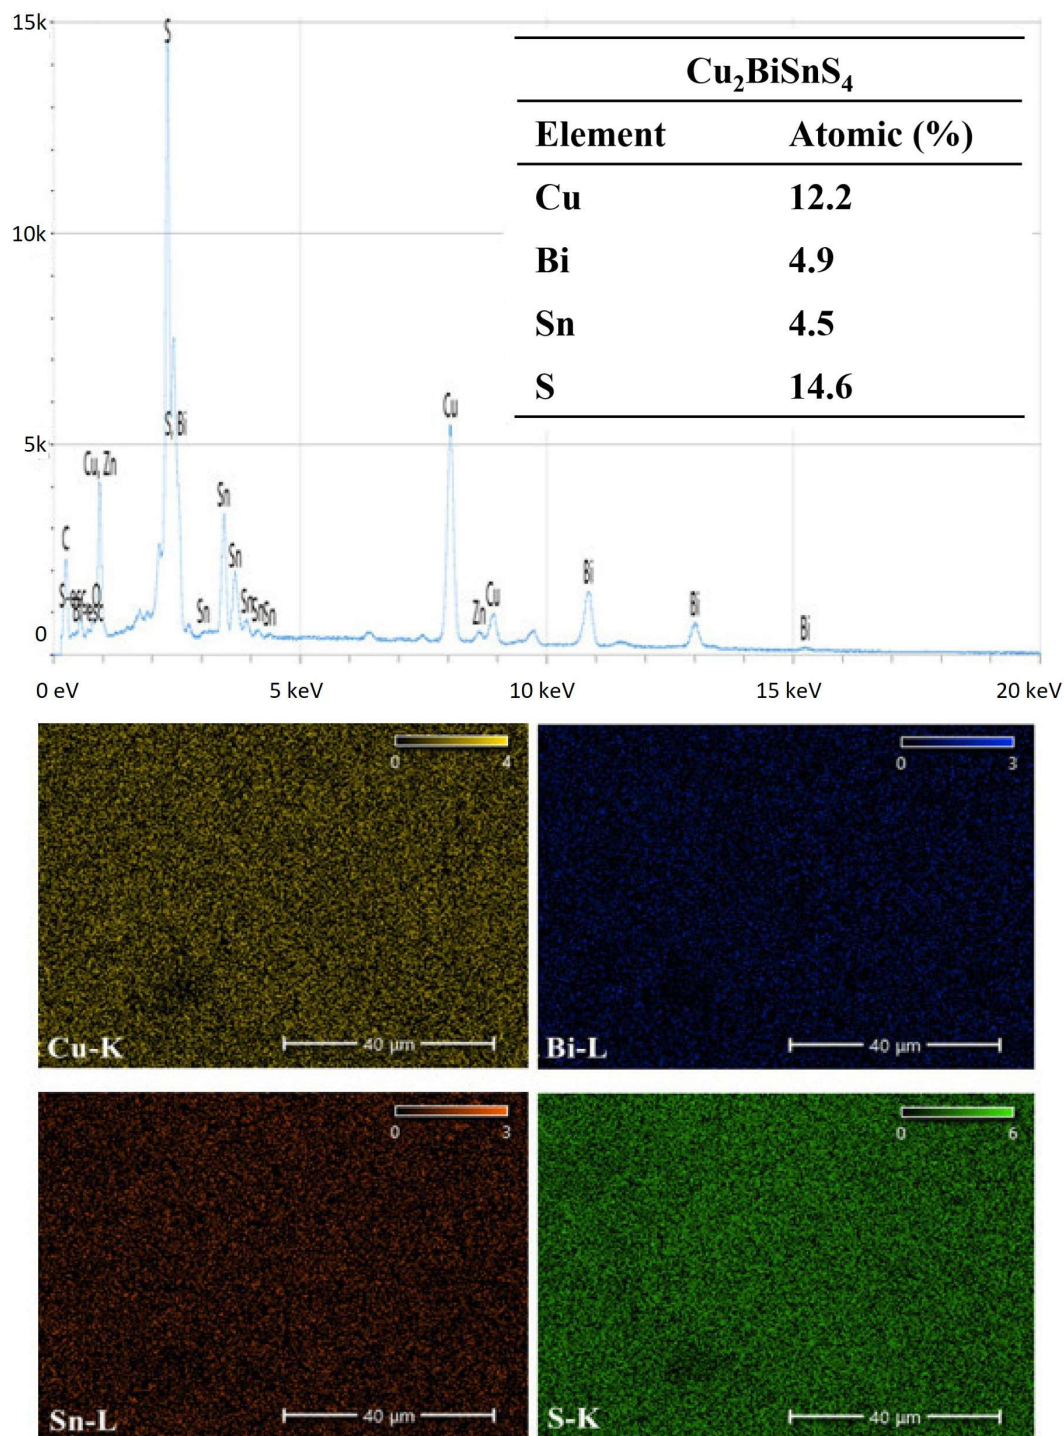 15k
S
Cu₂BiSnS₄
Element Atomic (%)
Cu 12.2
Bi 4.9
Sn 4.5
S 14.6
10k
S, Bi
Cu
5k
Cu, Zn
Sn
C
Sn
Bi
O
Sn
Sn
Sn
Sn
Zn
Cu
Bi
Bi
0
0 eV 5 keV 10 keV 15 keV 20 keV
0 4
Cu-K 40 µm
0 3
Bi-L 40 µm
0 3
Sn-L 40 µm
0 6
S-K 40 µm